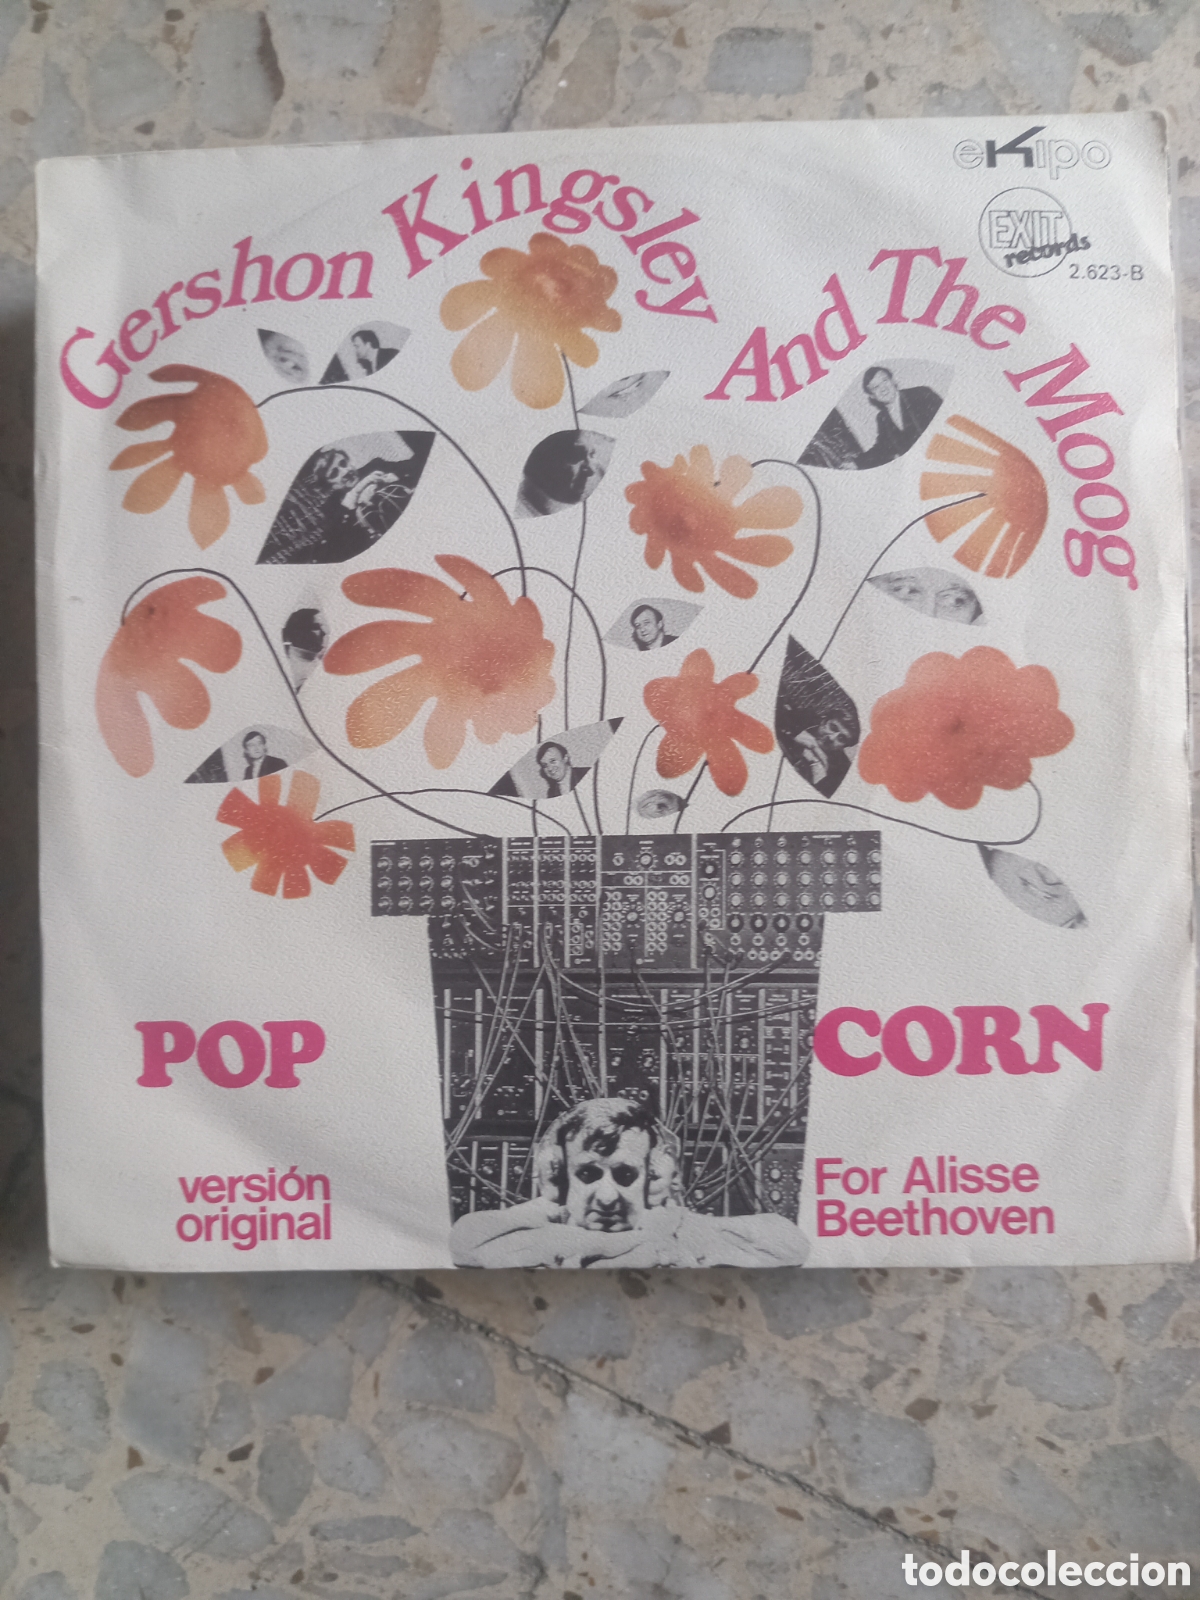 ekipo
EXIT
records
2.623-B
Gershon Kingsley And The Moog
POP CORN
versión
original
For Alisse
Beethoven
todocoleccion